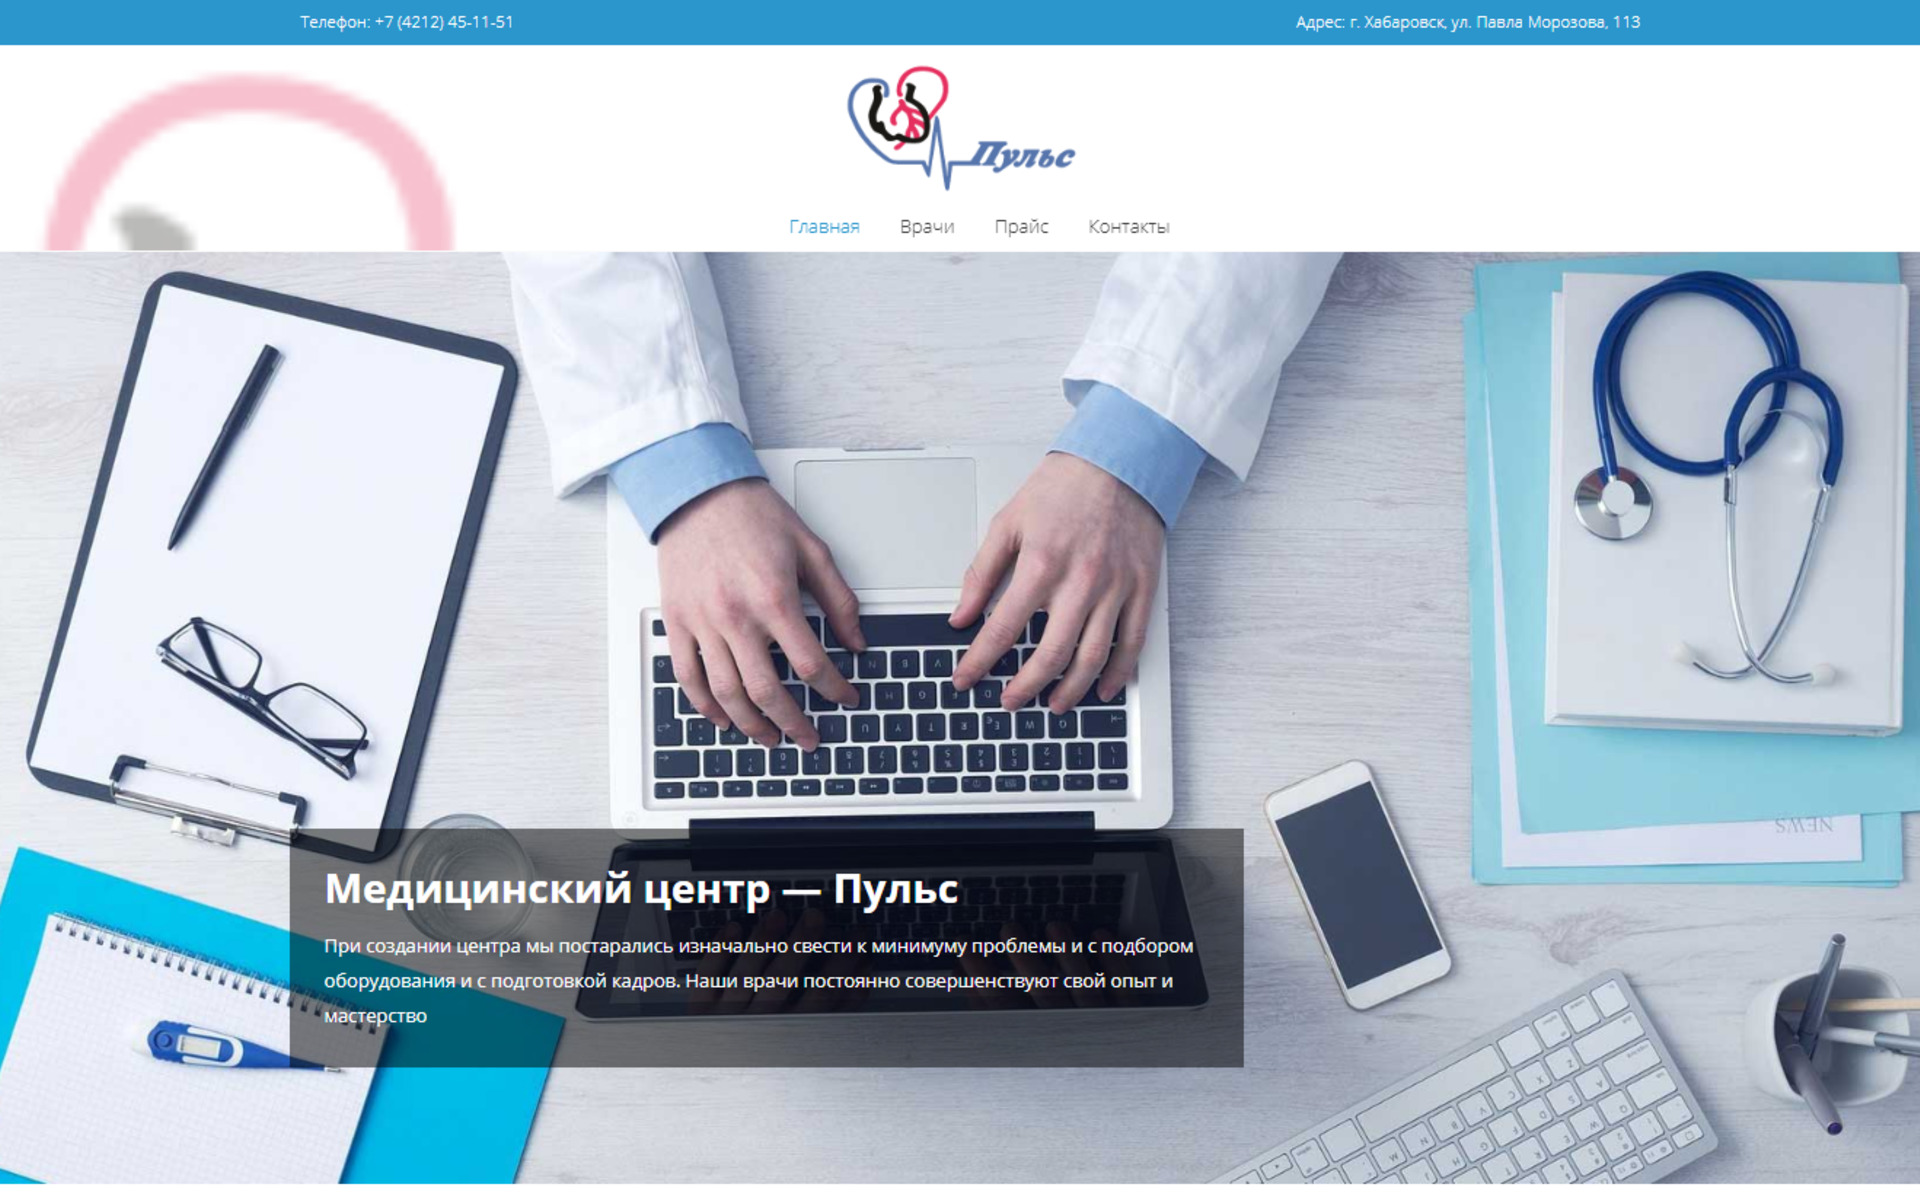 Телефон: +7 (4212) 45-11-51
Адрес: г. Хабаровск, ул. Павла Морозова, 113
Пульс
Главная Врачи Прайс Контакты
NEWS
Медицинский центр — Пульс
При создании центра мы постарались изначально свести к минимуму проблемы и с подбором
оборудования и с подготовкой кадров. Наши врачи постоянно совершенствуют свой опыт и
мастерство